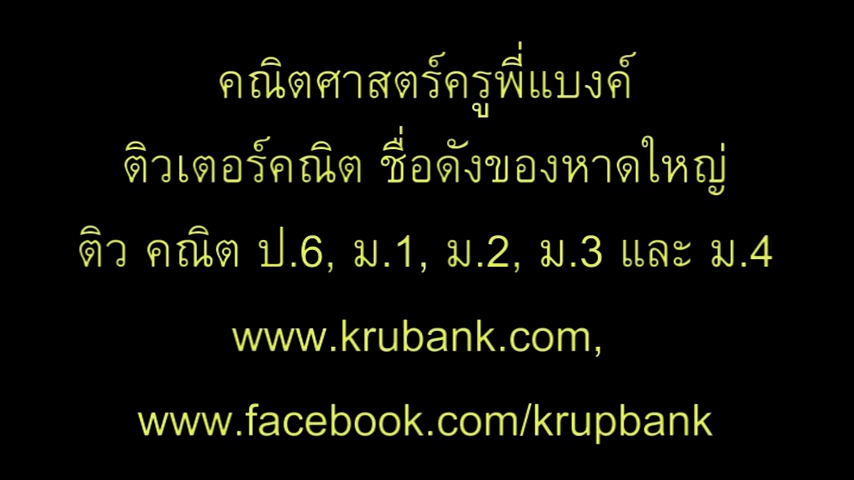 คณิตศาสตร์ครูพี่แบงค์
ติวเตอร์คณิต ชื่อดังของหาดใหญ่
ติว คณิต ป.6, ม.1, ม.2, ม.3 และ ม.4
www.krubank.com,
www.facebook.com/krupbank